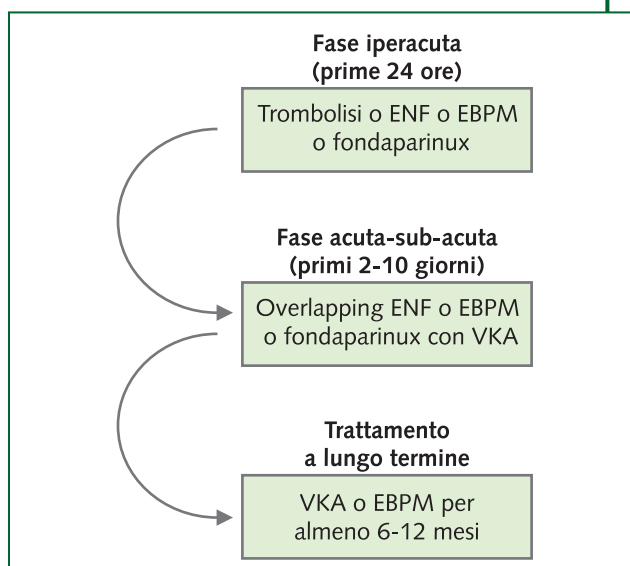 Fase iperacuta
(prime 24 ore)
Trombolisi o ENF o EBPM
o fondaparinux
Fase acuta-sub-acuta
(primi 2-10 giorni)
Overlapping ENF o EBPM
o fondaparinux con VKA
Trattamento
a lungo termine
VKA o EBPM per
almeno 6-12 mesi